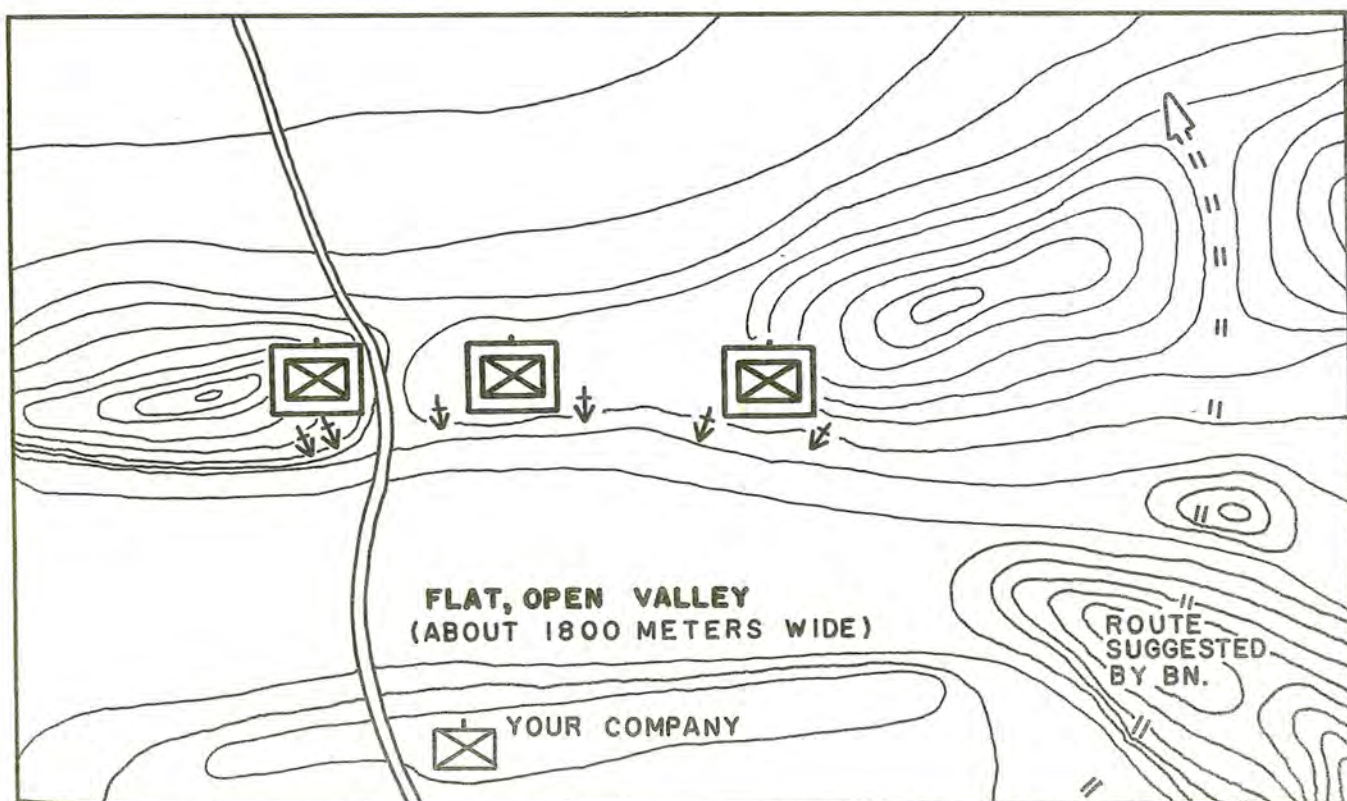 FLAT, OPEN VALLEY
(ABOUT 1800 METERS WIDE)
ROUTE
SUGGESTED
BY BN.
YOUR COMPANY